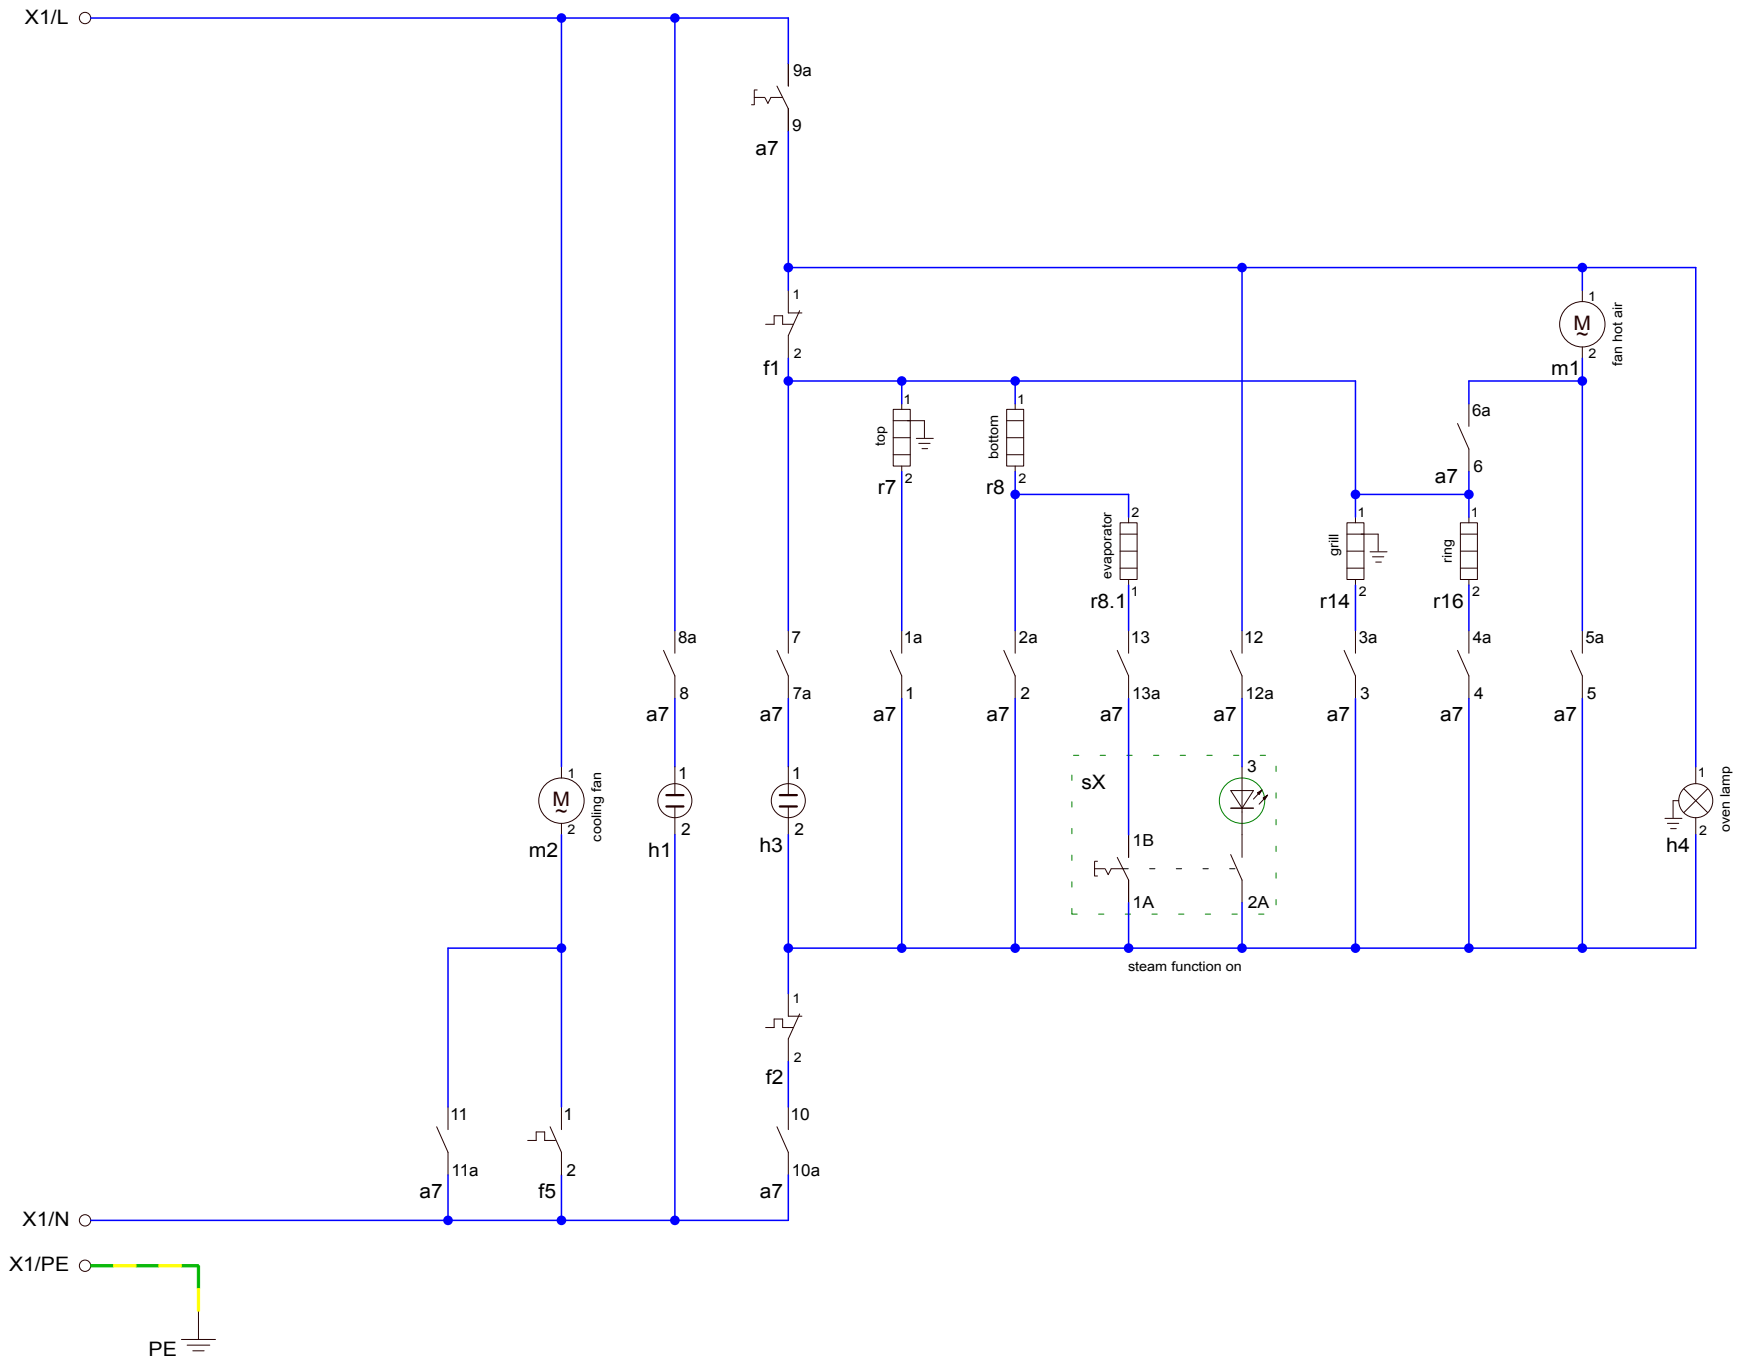 X1/L
9a
9
a7
1
2
f1
1
M
~
2
m1
fan hot air
1
top
2
r7
1
bottom
2
r8
6a
6
a7
2
evaporator
1
r8.1
1
grill
2
r14
1
ring
2
r16
8a
8
a7
7
7a
a7
1a
1
a7
2a
2
a7
13
13a
a7
12
12a
a7
3a
3
a7
4a
4
a7
5a
5
a7
1
M
~
2
m2
cooling fan
1
2
h1
1
2
h3
sX
3
1B
1A
2A
1
2
h4
oven lamp
steam function on
1
2
f2
11
11a
a7
1
2
f5
10
10a
a7
X1/N
X1/PE
PE